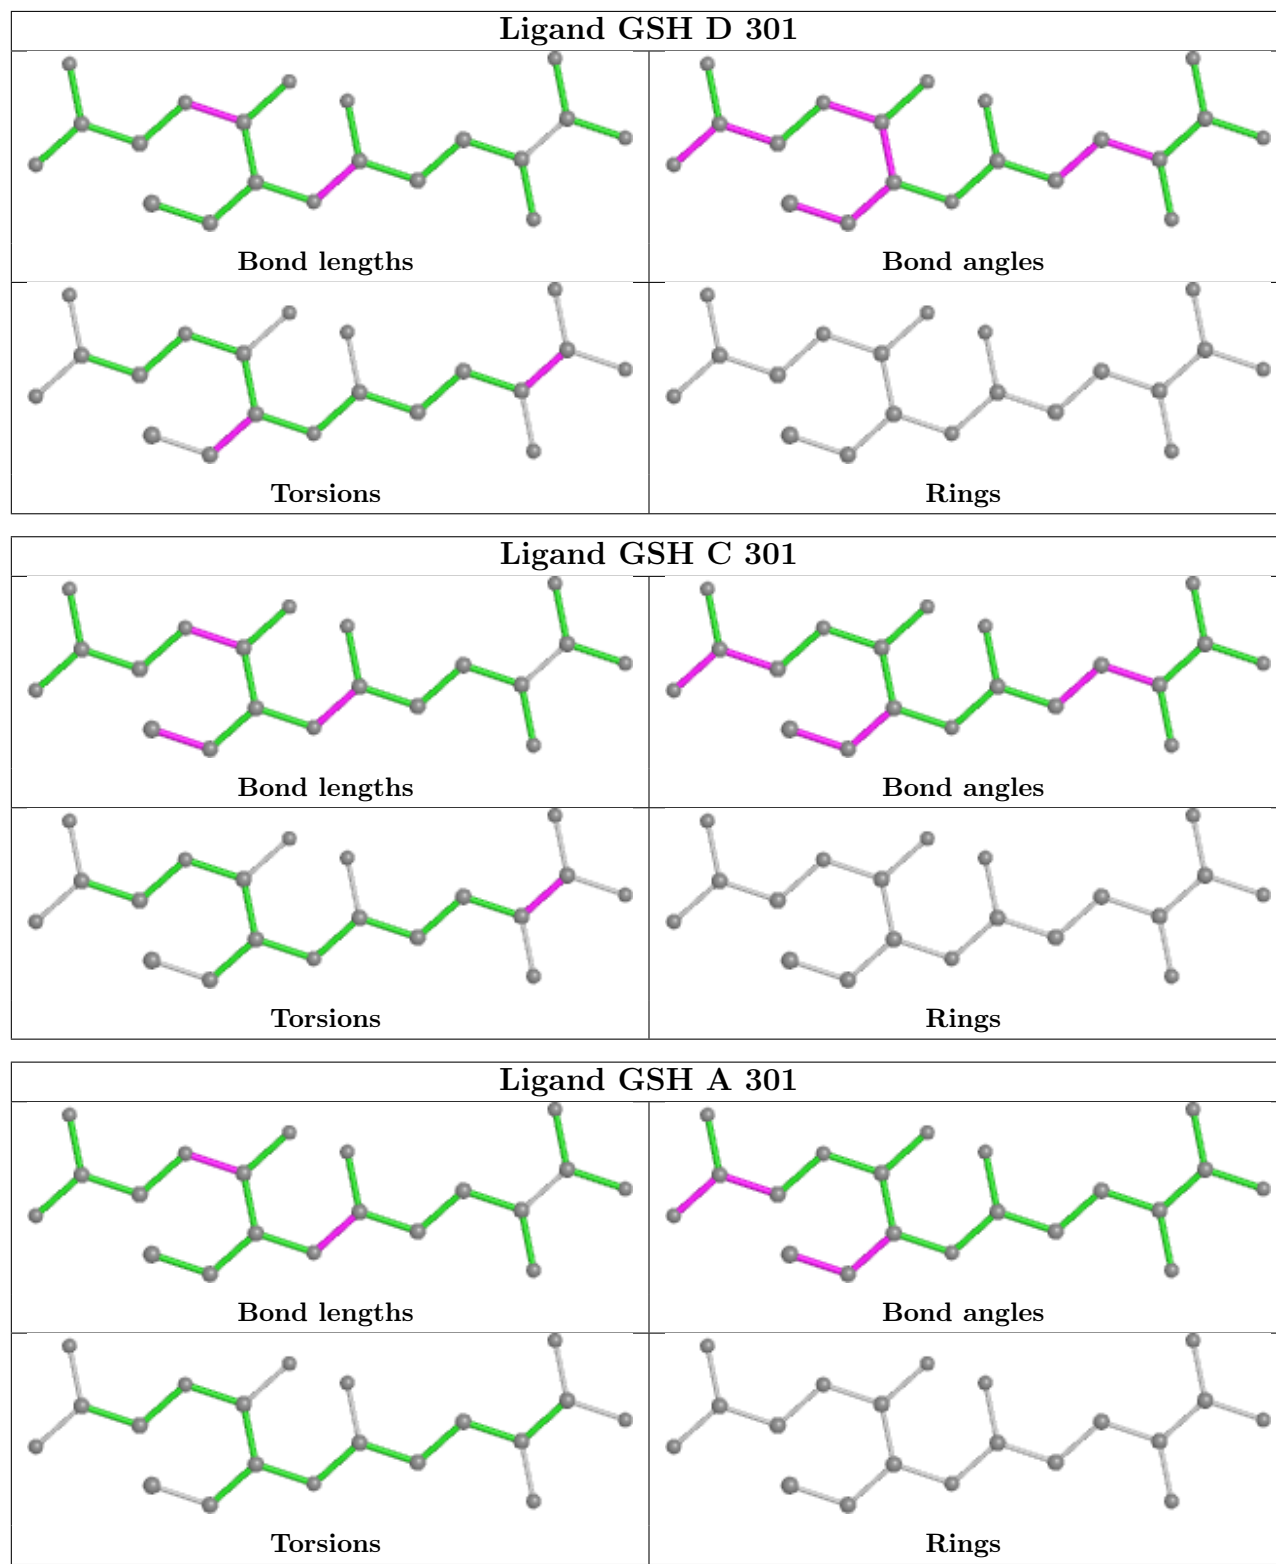 Ligand GSH D 301
Bond lengths
Bond angles
Torsions
Rings
Ligand GSH C 301
Bond lengths
Bond angles
Torsions
Rings
Ligand GSH A 301
Bond lengths
Bond angles
Torsions
Rings